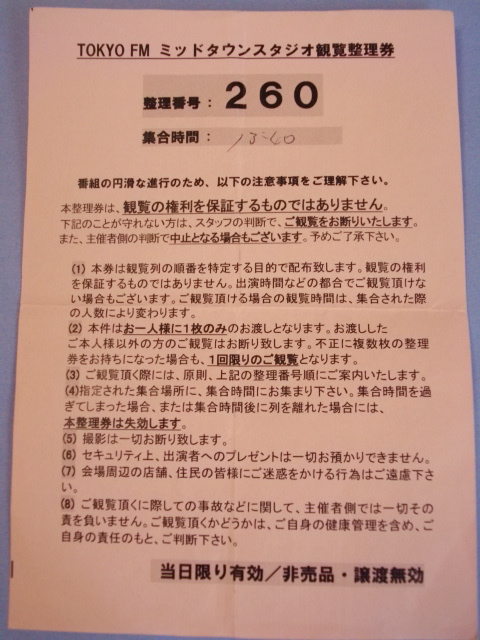 TOKYO FM ミッドタウンスタジオ観覧整理券
整理番号： 260
集合時間： 13:40
番組の円滑な進行のため、以下の注意事項をご理解下さい。
本整理券は、観覧の権利を保証するものではありません。
下記のことが守れない方は、スタッフの判断で、ご観覧をお断りいたします。
また、主催者側の判断で中止となる場合もございます。予めご了承下さい。
(1) 本券は観覧列の順番を特定する目的で配布致します。観覧の権利
を保証するものではありません。出演時間などの都合でご観覧頂けな
い場合もございます。ご観覧頂ける場合の観覧時間は、集合された際
の人数により変わります。
(2) 本件はお一人様に1枚のみのお渡しとなります。お渡しした
ご本人様以外の方のご観覧はお断り致します。不正に複数枚の整理
券をお持ちになった場合も、1回限りのご観覧となります。
(3) ご観覧頂く際には、原則、上記の整理番号順にご案内いたします。
(4)指定された集合場所に、集合時間にお集まり下さい。集合時間を過
ぎてしまった場合、または集合時間後に列を離れた場合には、
本整理券は失効します。
(5) 撮影は一切お断り致します。
(6) セキュリティ上、出演者へのプレゼントは一切お預かりできません。
(7) 会場周辺の店舗、住民の皆様にご迷惑をかける行為はご遠慮下さ
い。
(8) ご観覧頂くに際しての事故などに関して、主催者側では一切その
責を負いません。ご観覧頂くかどうかは、ご自身の健康管理を含め、ご
自身の責任のもと、ご判断下さい。
当日限り有効／非売品・譲渡無効